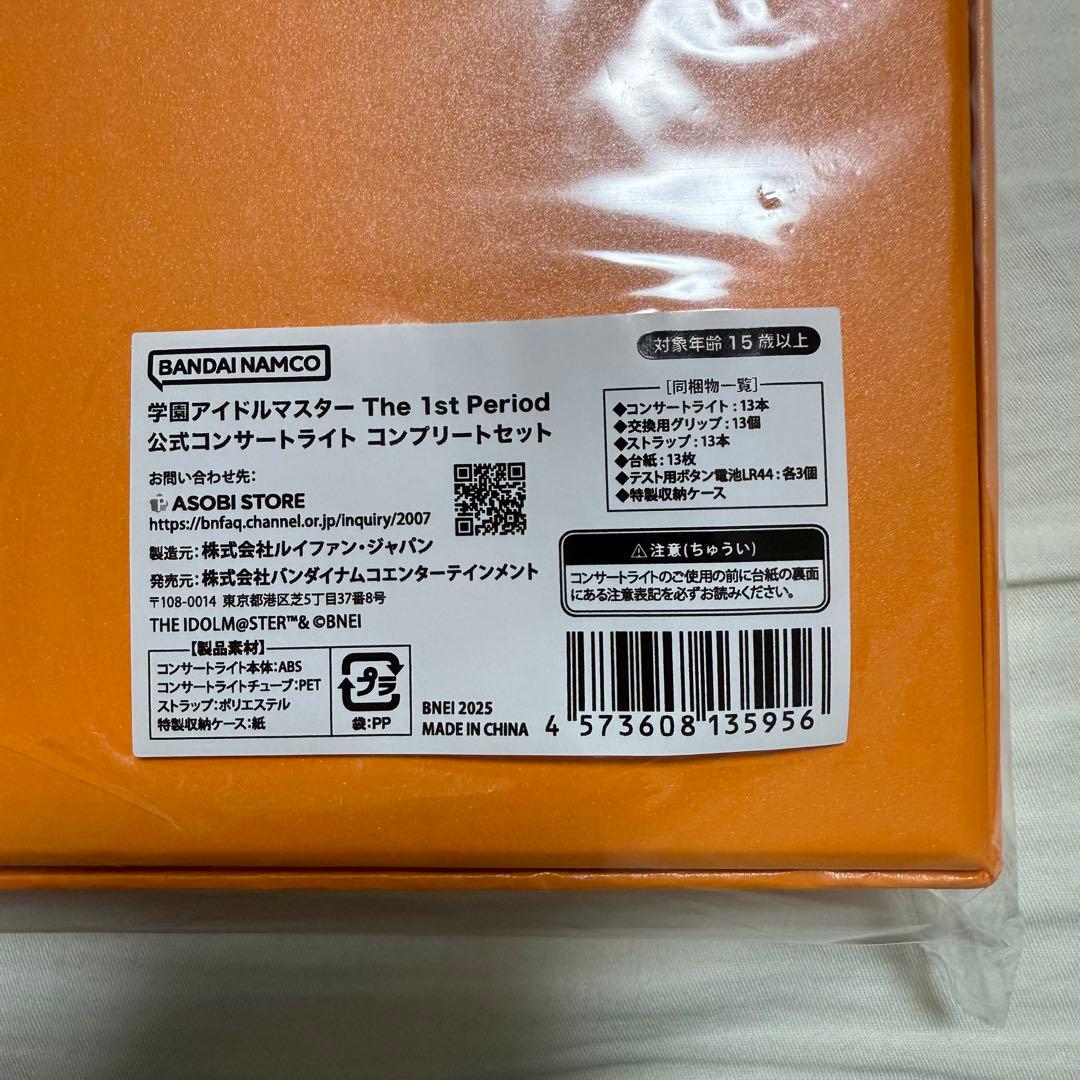 BANDAI NAMCO
対象年齢 15 歳以上
学園アイドルマスター The 1st Period
公式コンサートライト コンプリートセット
お問い合わせ先:
ASOBI STORE
https://bnfaq.channel.or.jp/inquiry/2007
製造元:株式会社ルイファン・ジャパン
発売元:株式会社バンダイナムコエンターテインメント
〒108-0014 東京都港区芝5丁目37番8号
THE IDOLM@STER™& ©BNEI
【製品素材】
コンサートライト本体:ABS
コンサートライトチューブ:PET
ストラップ:ポリエステル
特製収納ケース:紙
プラ
袋:PP
BNEI 2025
MADE IN CHINA
[同梱物一覧]
◆コンサートライト:13本
◆交換用グリップ:13個
◆ストラップ:13本
◆台紙:13枚
◆テスト用ボタン電池LR44:各3個
◆特製収納ケース
⚠注意(ちゅうい)
コンサートライトのご使用の前に台紙の裏面
にある注意表記を必ずお読みください。
4 573608 135956